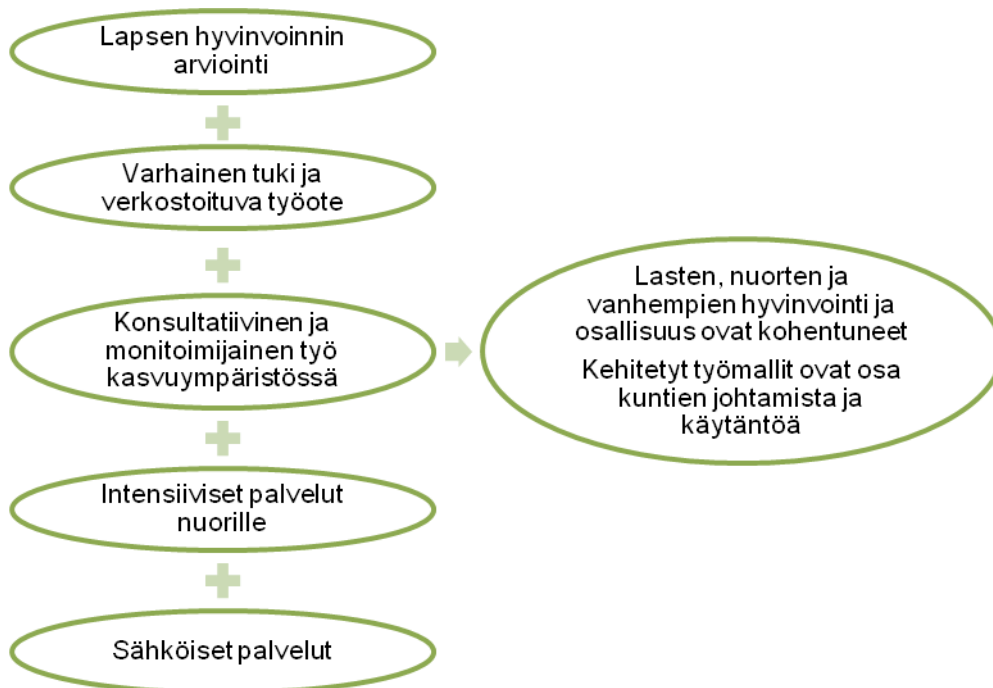 Lapsen hyvinvoinnin
arviointi
Varhainen tuki ja
verkostoituva työote
Konsultatiivinen ja
monitoimijainen työ
kasvuympäristössä
Intensiiviset palvelut
nuorille
Sähköiset palvelut
Lasten, nuorten ja
vanhempien hyvinvointi ja
osallisuus ovat kohentuneet
Kehitetyt työmallit ovat osa
kuntien johtamista ja
käytäntöä